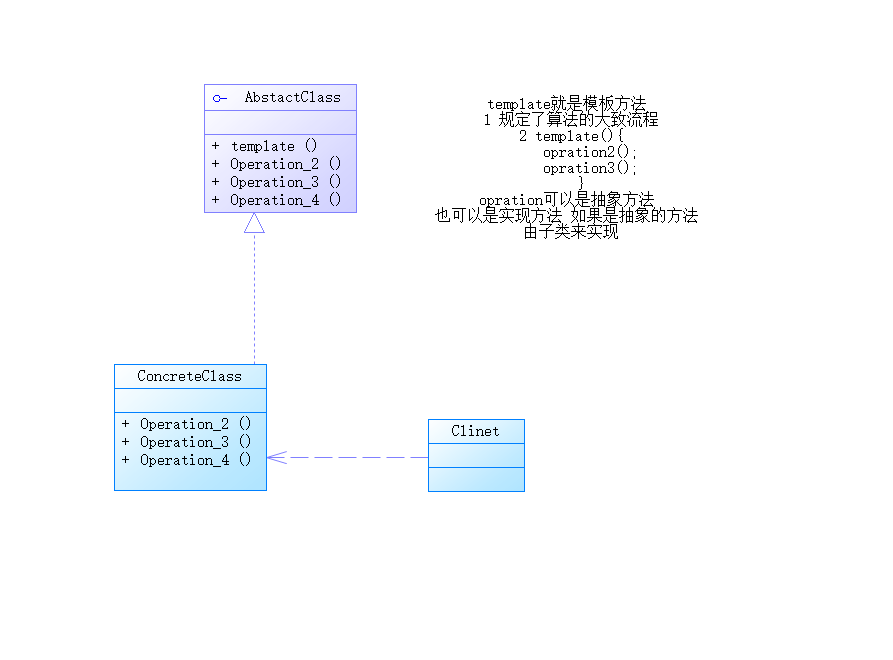 AbstactClass
+ template ()
+ Operation_2 ()
+ Operation_3 ()
+ Operation_4 ()
template就是模板方法
1 规定了算法的大致流程
2 template(){
opration2();
opration3();
}
opration可以是抽象方法
也可以是实现方法 如果是抽象的方法
由子类来实现
ConcreteClass
+ Operation_2 ()
+ Operation_3 ()
+ Operation_4 ()
Clinet